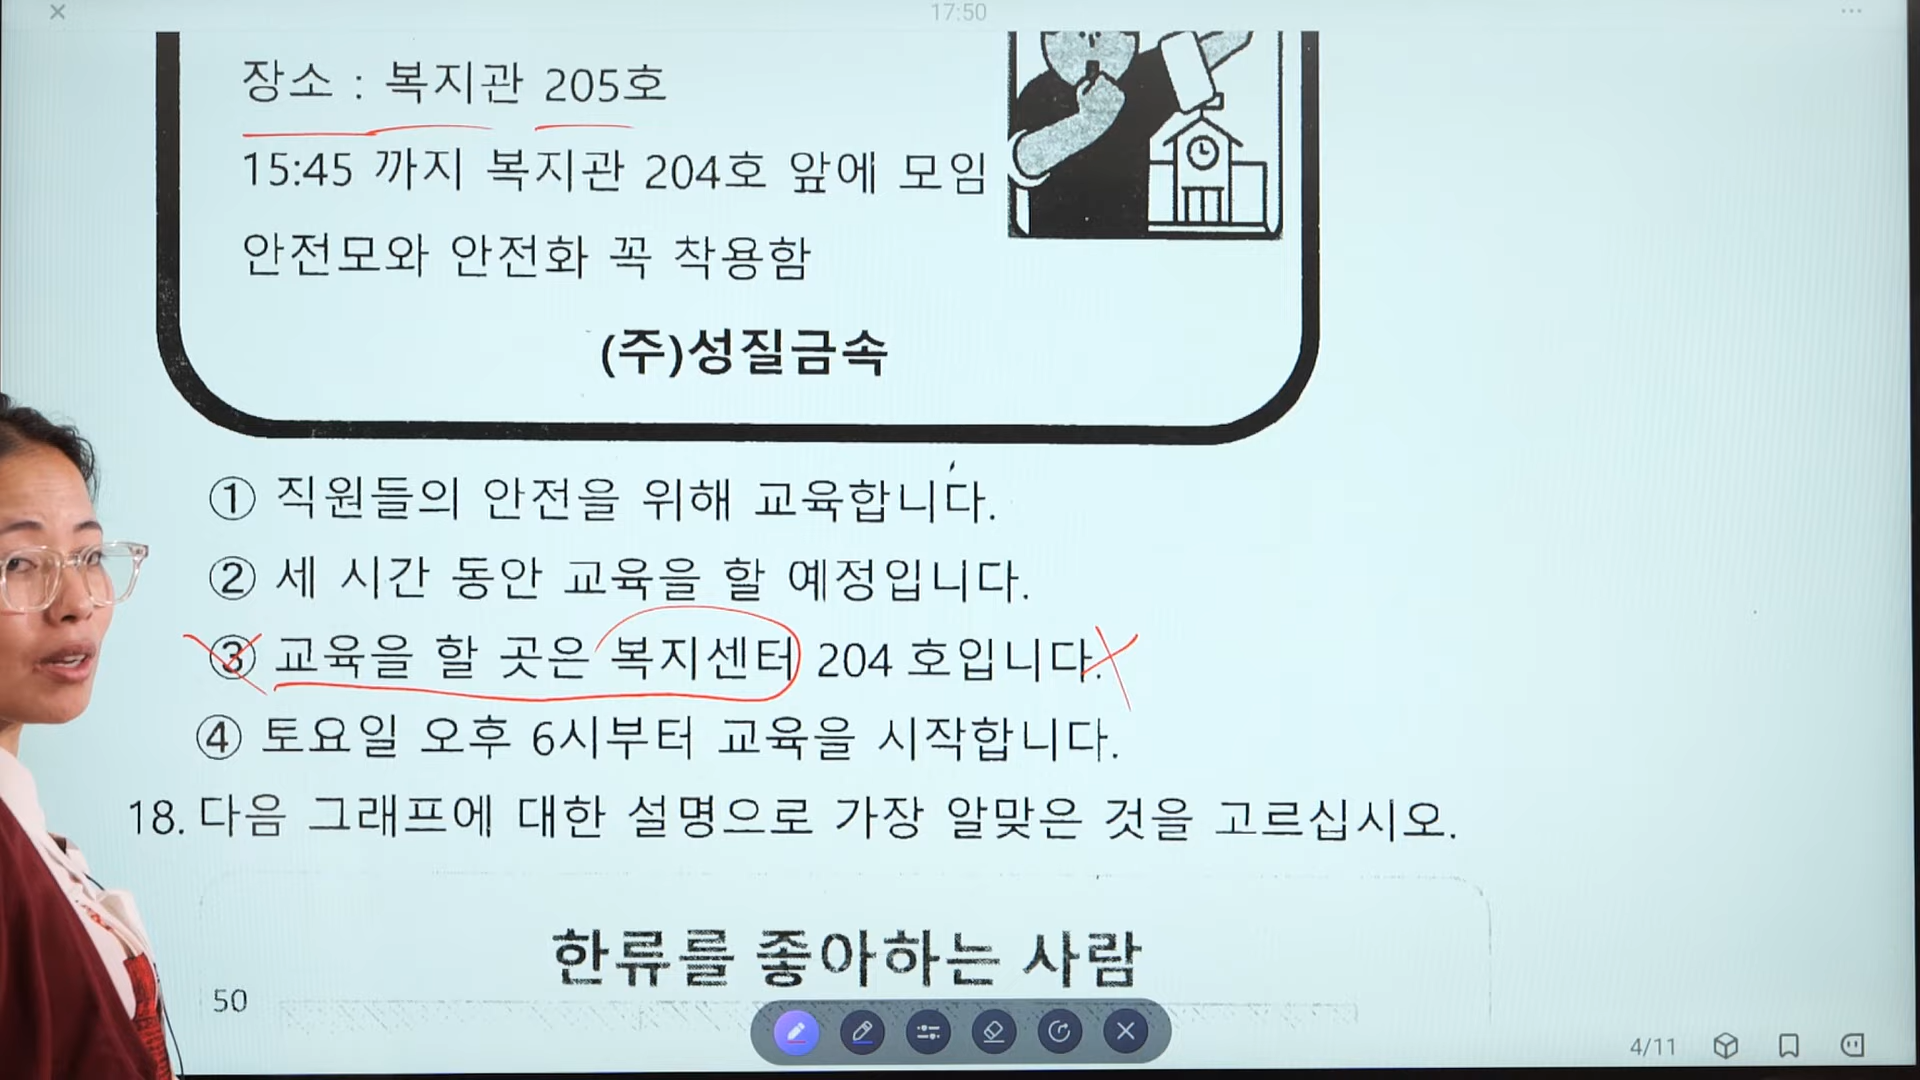 17:50
장소 : 복지관 205호
15:45 까지 복지관 204호 앞에 모임
안전모와 안전화 꼭 착용함
(주)성질금속
① 직원들의 안전을 위해 교육합니다.
② 세 시간 동안 교육을 할 예정입니다.
③ 교육을 할 곳은 복지센터 204 호입니다.
④ 토요일 오후 6시부터 교육을 시작합니다.
18. 다음 그래프에 대한 설명으로 가장 알맞은 것을 고르십시오.
한류를 좋아하는 사람
50
4/11